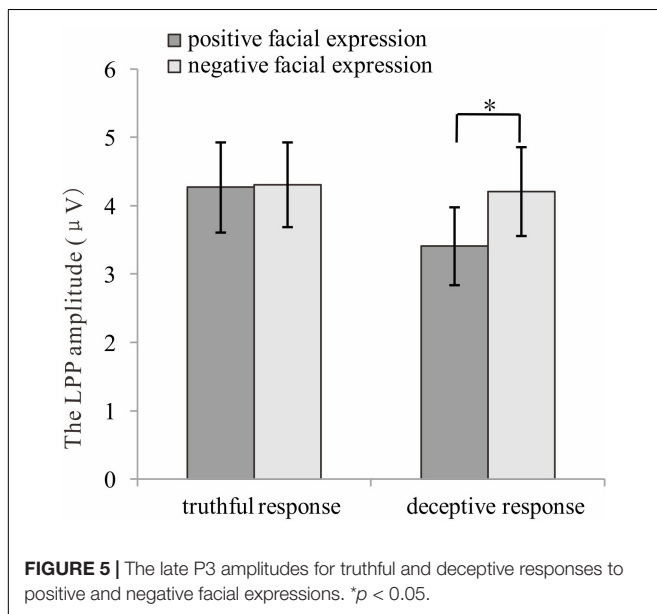 positive facial expression
negative facial expression
6
5
4
3
2
1
0
The LPP amplitude ( μ V)
*
truthful response
deceptive response
FIGURE 5 | The late P3 amplitudes for truthful and deceptive responses to
positive and negative facial expressions. *p < 0.05.